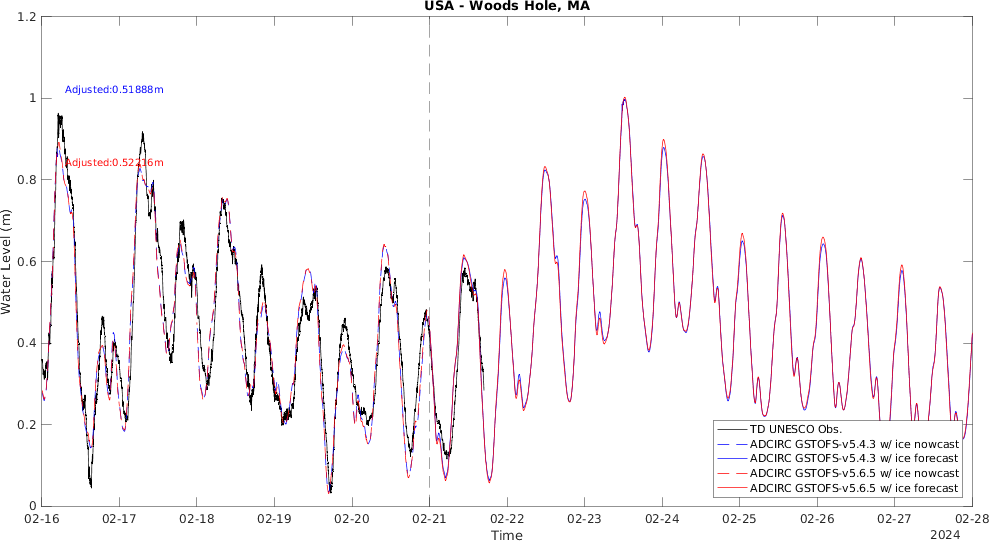 USA - Woods Hole, MA
1.2
1
0.8
0.6
0.4
0.2
0
Water Level (m)
Adjusted:0.51888m
Adjusted:0.52216m
TD UNESCO Obs.
ADCIRC GSTOFS-v5.4.3 w/ ice nowcast
ADCIRC GSTOFS-v5.4.3 w/ ice forecast
ADCIRC GSTOFS-v5.6.5 w/ ice nowcast
ADCIRC GSTOFS-v5.6.5 w/ ice forecast
02-16 02-17 02-18 02-19 02-20 02-21 02-22 02-23 02-24 02-25 02-26 02-27 02-28
Time
2024